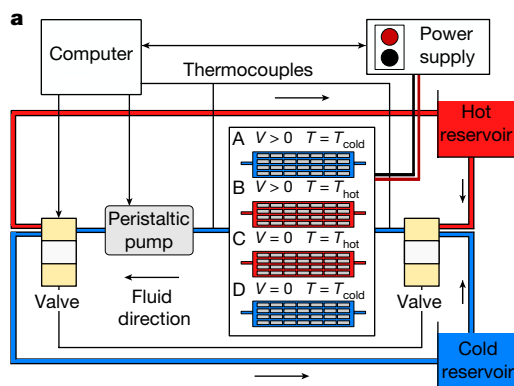 a
Computer
Power
supply
Thermocouples
Hot
reservoir
A V > 0 T = Tcold
B V > 0 T = Thot
C V = 0 T = Thot
D V = 0 T = Tcold
Peristaltic
pump
Valve
Fluid
direction
Valve
Cold
reservoir